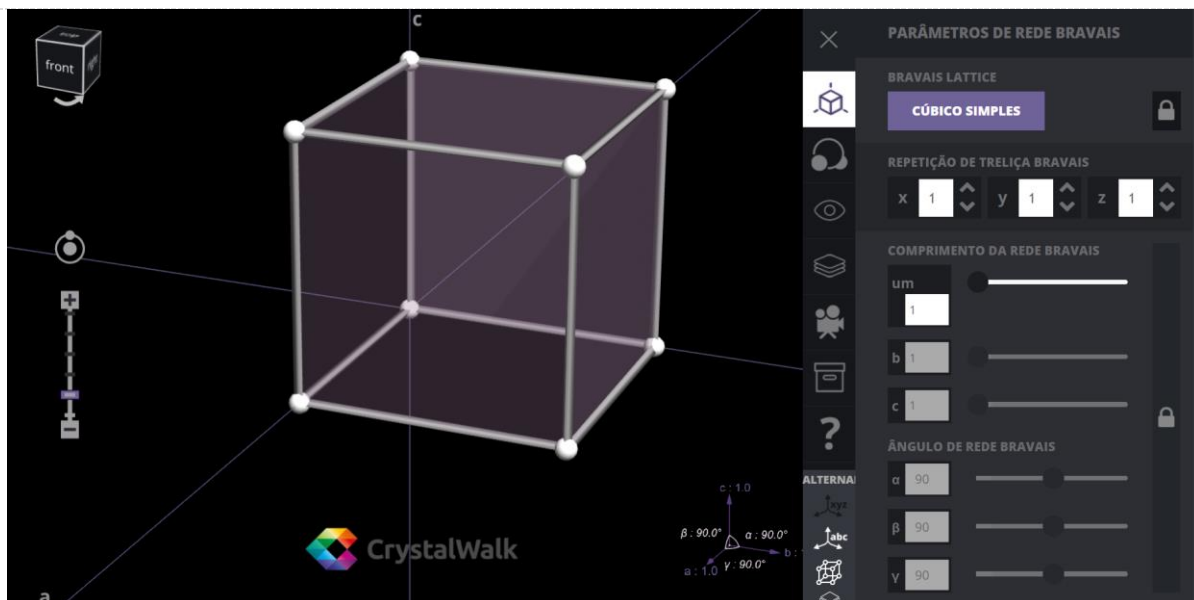 c
top
front
right
a
CrystalWalk
c : 1.0
β : 90.0°
α : 90.0°
b :
a : 1.0
γ : 90.0°
PARÂMETROS DE REDE BRAVAIS
BRAVAIS LATTICE
CÚBICO SIMPLES
REPETIÇÃO DE TRELIÇA BRAVAIS
x 1 y 1 z 1
COMPRIMENTO DA REDE BRAVAIS
um
1
b 1
c 1
ÂNGULO DE REDE BRAVAIS
α 90
β 90
γ 90
?
ALTERNA
xyz
abc